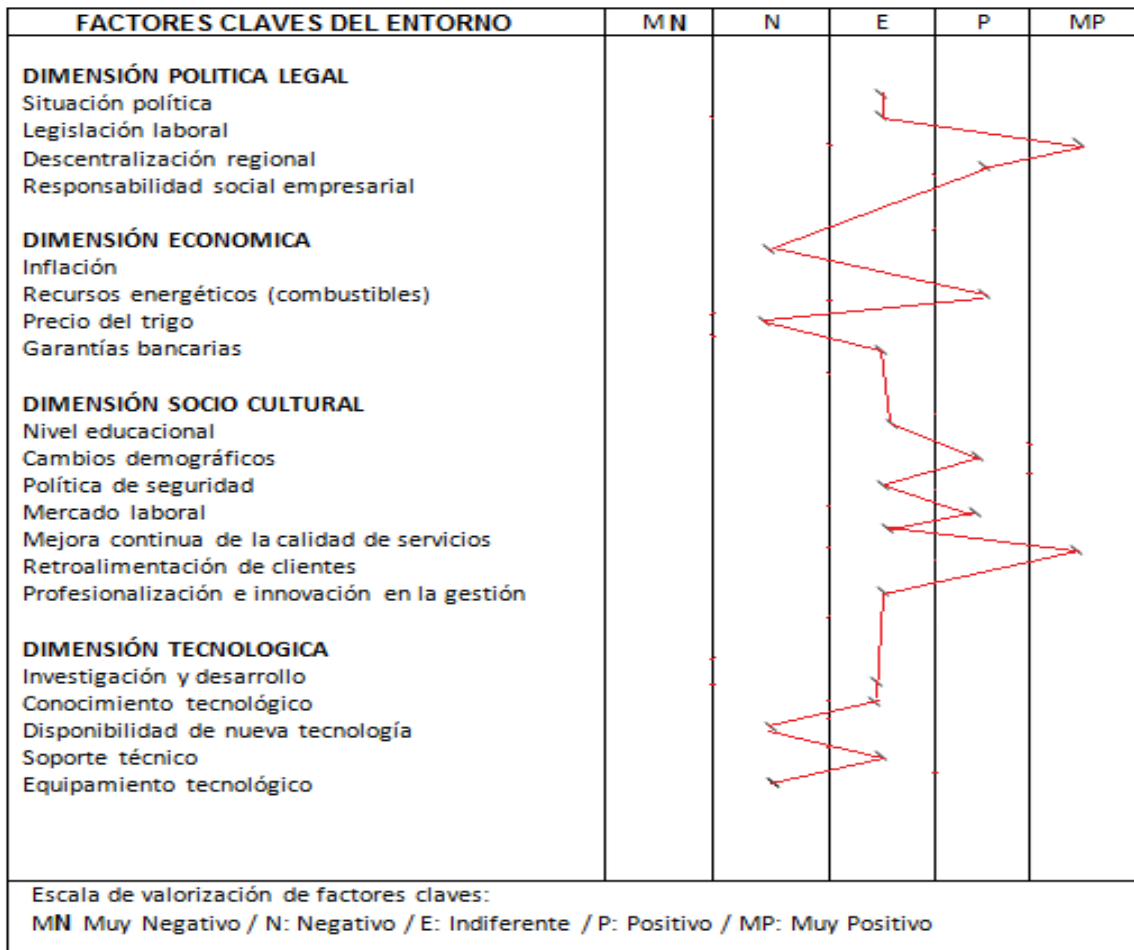 FACTORES CLAVES DEL ENTORNO MN N E P MP
DIMENSIÓN POLITICA LEGAL
Situación política
Legislación laboral
Descentralización regional
Responsabilidad social empresarial
DIMENSIÓN ECONOMICA
Inflación
Recursos energéticos (combustibles)
Precio del trigo
Garantías bancarias
DIMENSIÓN SOCIO CULTURAL
Nivel educacional
Cambios demográficos
Política de seguridad
Mercado laboral
Mejora continua de la calidad de servicios
Retroalimentación de clientes
Profesionalización e innovación en la gestión
DIMENSIÓN TECNOLOGICA
Investigación y desarrollo
Conocimiento tecnológico
Disponibilidad de nueva tecnología
Soporte técnico
Equipamiento tecnológico
Escala de valorización de factores claves:
MN Muy Negativo / N: Negativo / E: Indiferente / P: Positivo / MP: Muy Positivo